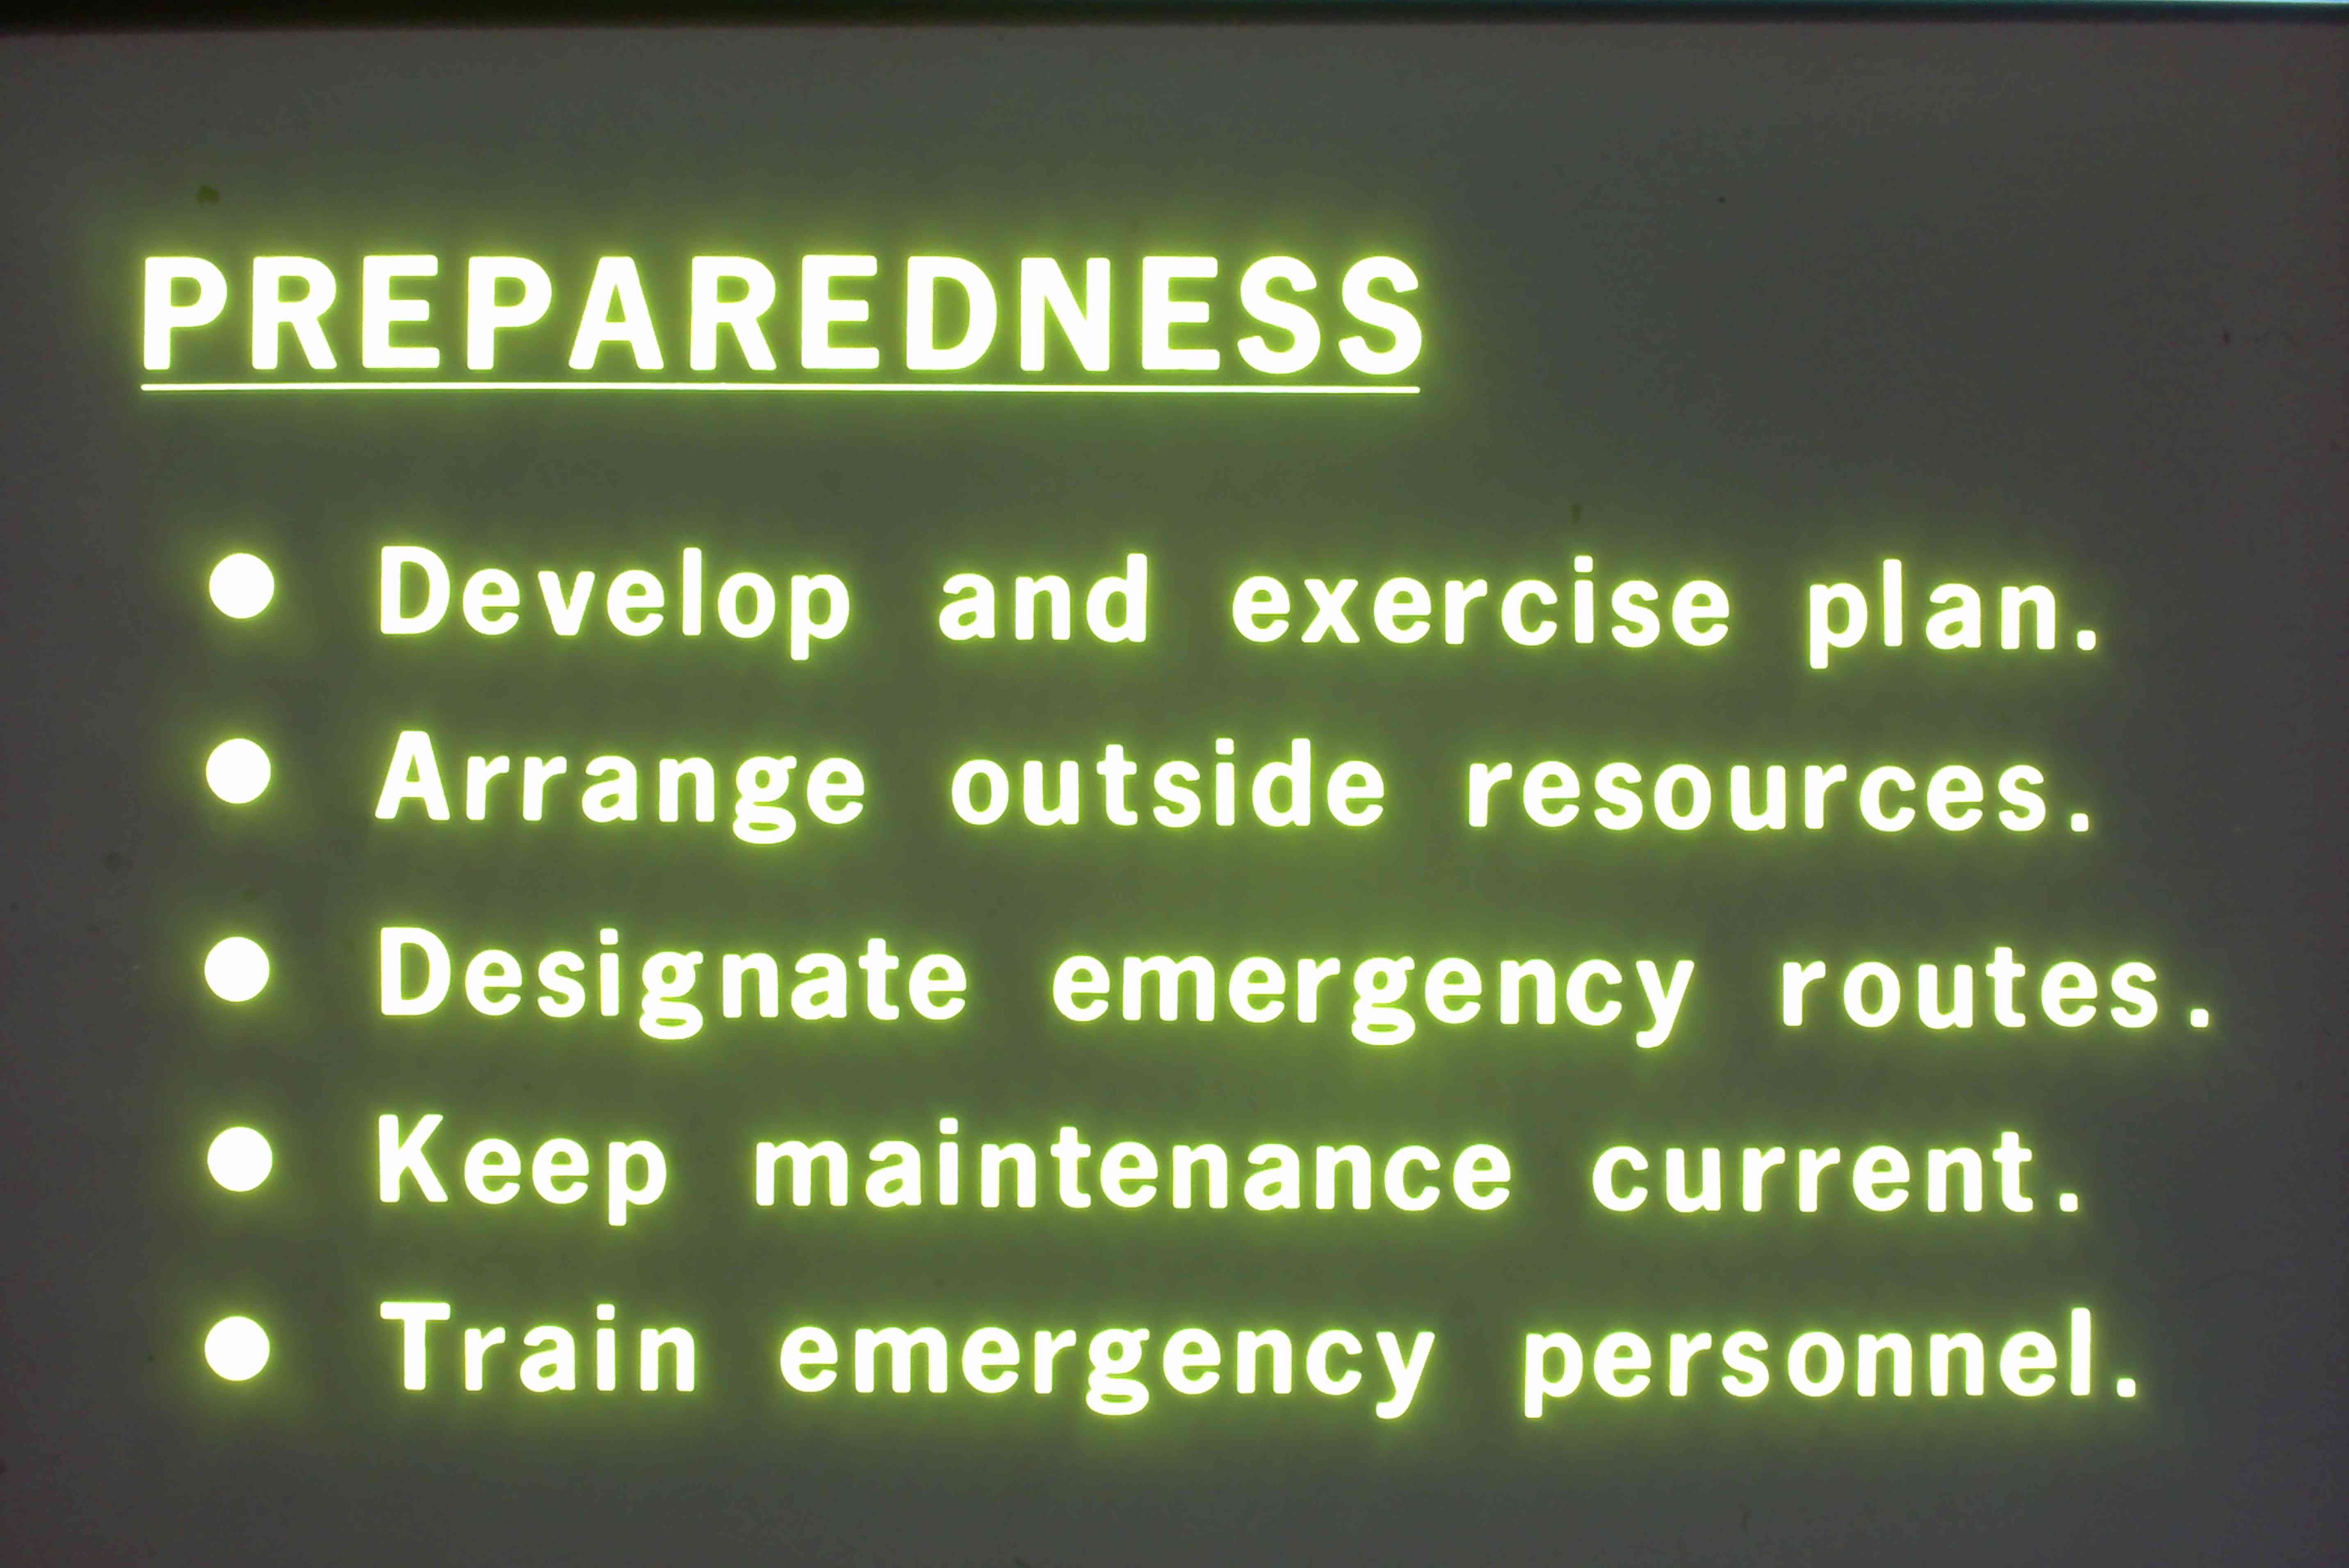 PREPAREDNESS
● Develop and exercise plan.
● Arrange outside resources.
● Designate emergency routes.
● Keep maintenance current.
● Train emergency personnel.